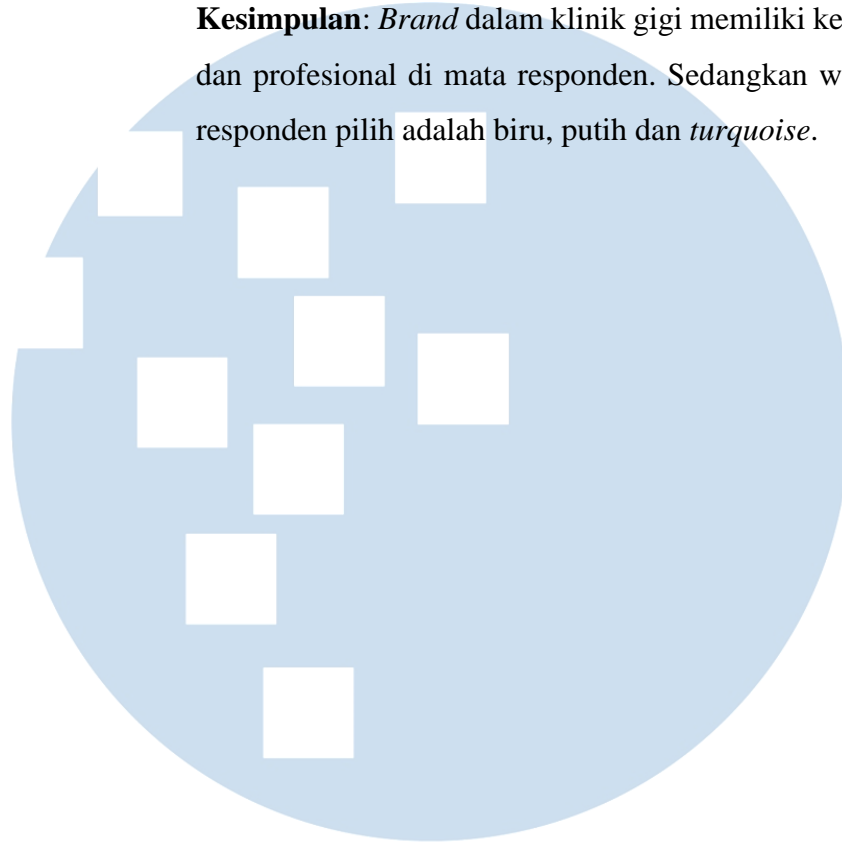 Kesimpulan: Brand dalam klinik gigi memiliki ke
dan profesional di mata responden. Sedangkan w
responden pilih adalah biru, putih dan turquoise.